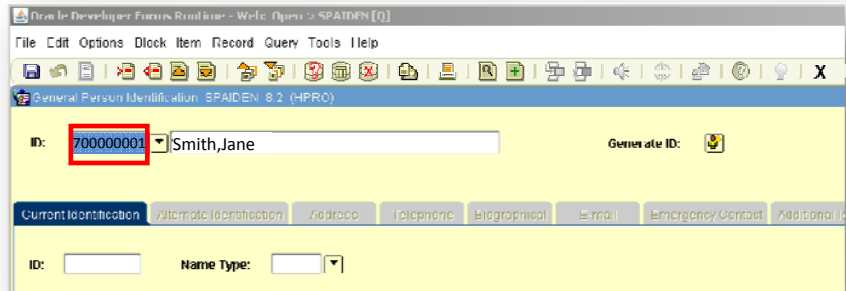 Oracle Developer Forms Runtime - Web: Open > SPAIDEN [Q]
File Edit Options Block Item Record Query Tools Help
X
General Person Identification SPAIDEN 8.2 (HPRO)
ID: 700000001 Smith,Jane Generate ID:
Current Identification Alternate Identification Address Telephone Biographical E-mail Emergency Contact Additional
ID: Name Type: